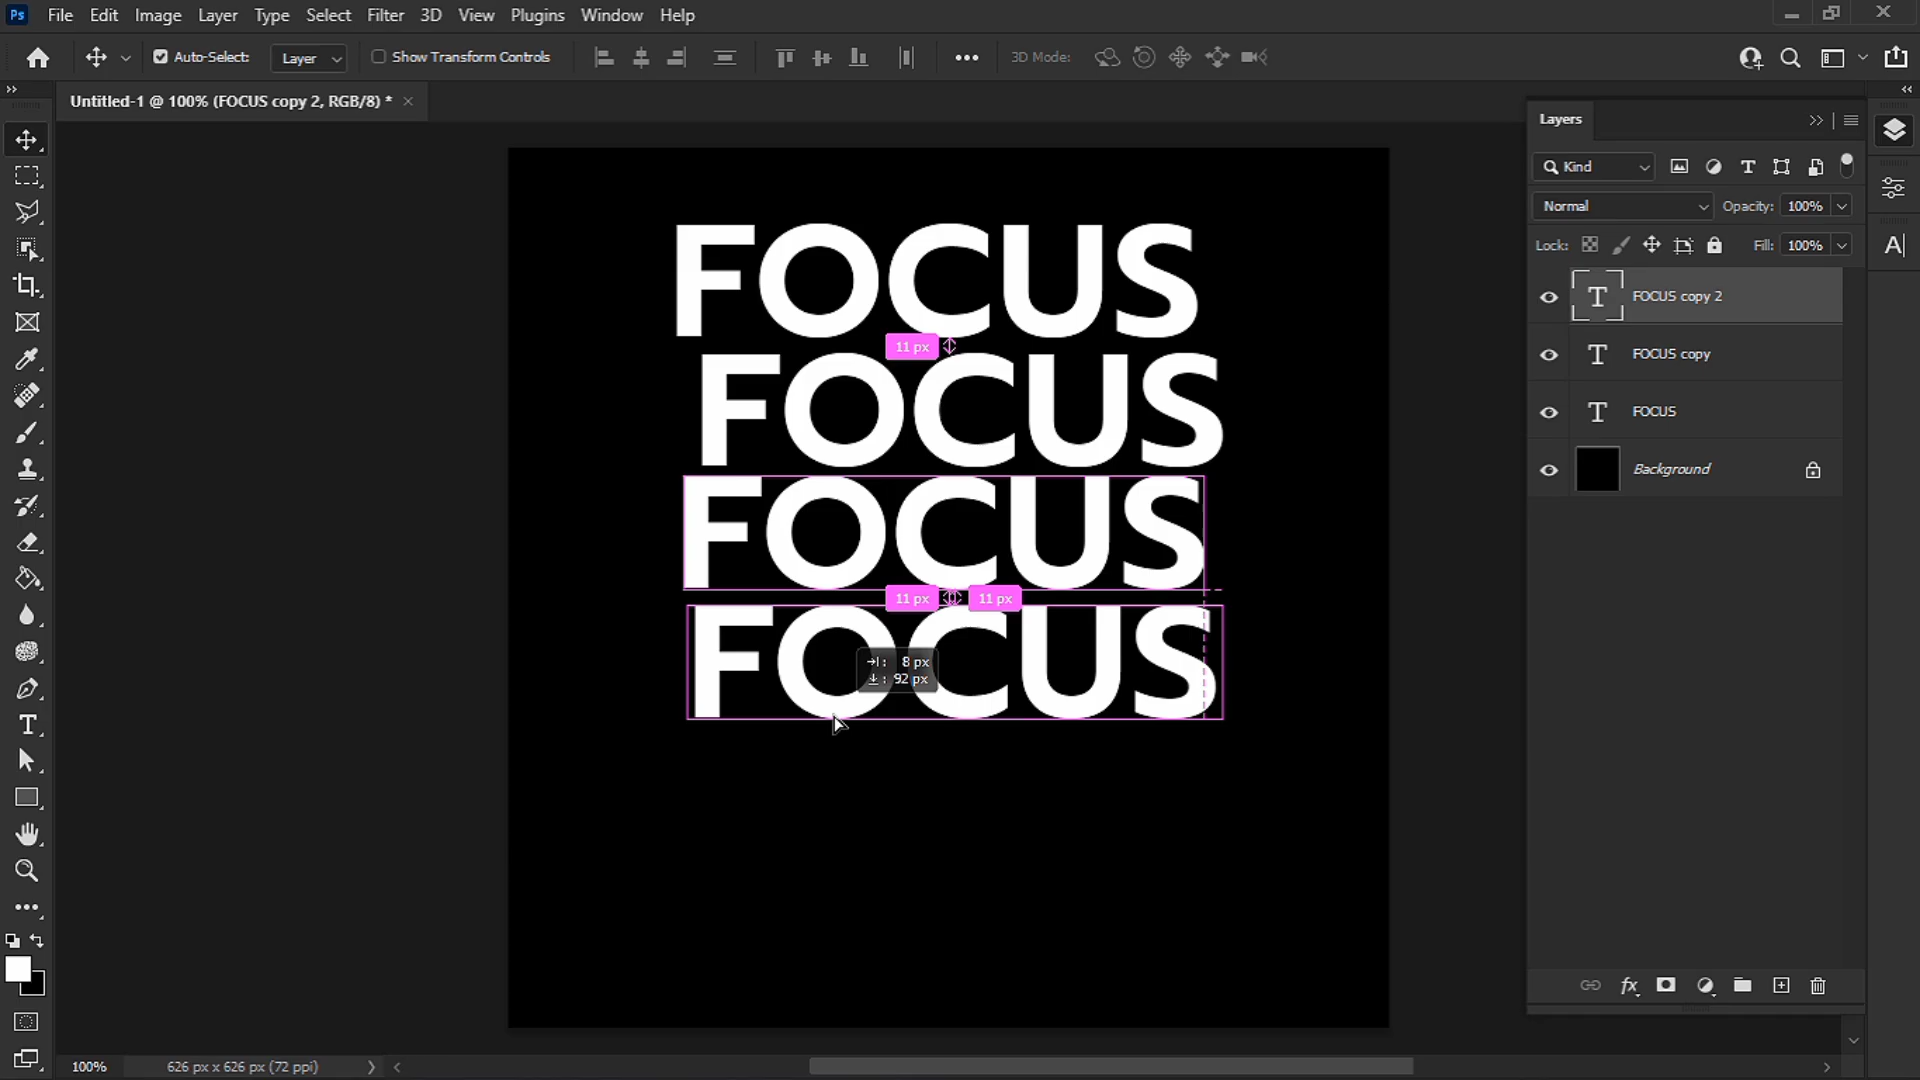 Ps File Edit Image Layer Type Select Filter 3D View Plugins Window Help
Auto-Select: Layer Show Transform Controls 3D Mode:
Untitled-1 @ 100% (FOCUS copy 2, RGB/8) *
FOCUS
11 px
FOCUS
FOCUS
11 px 11 px
FOCUS
8 px
92 px
Layers
Kind
Normal Opacity: 100%
Lock: Fill: 100%
T FOCUS copy 2
T FOCUS copy
T FOCUS
Background
100% 626 px x 626 px (72 ppi)